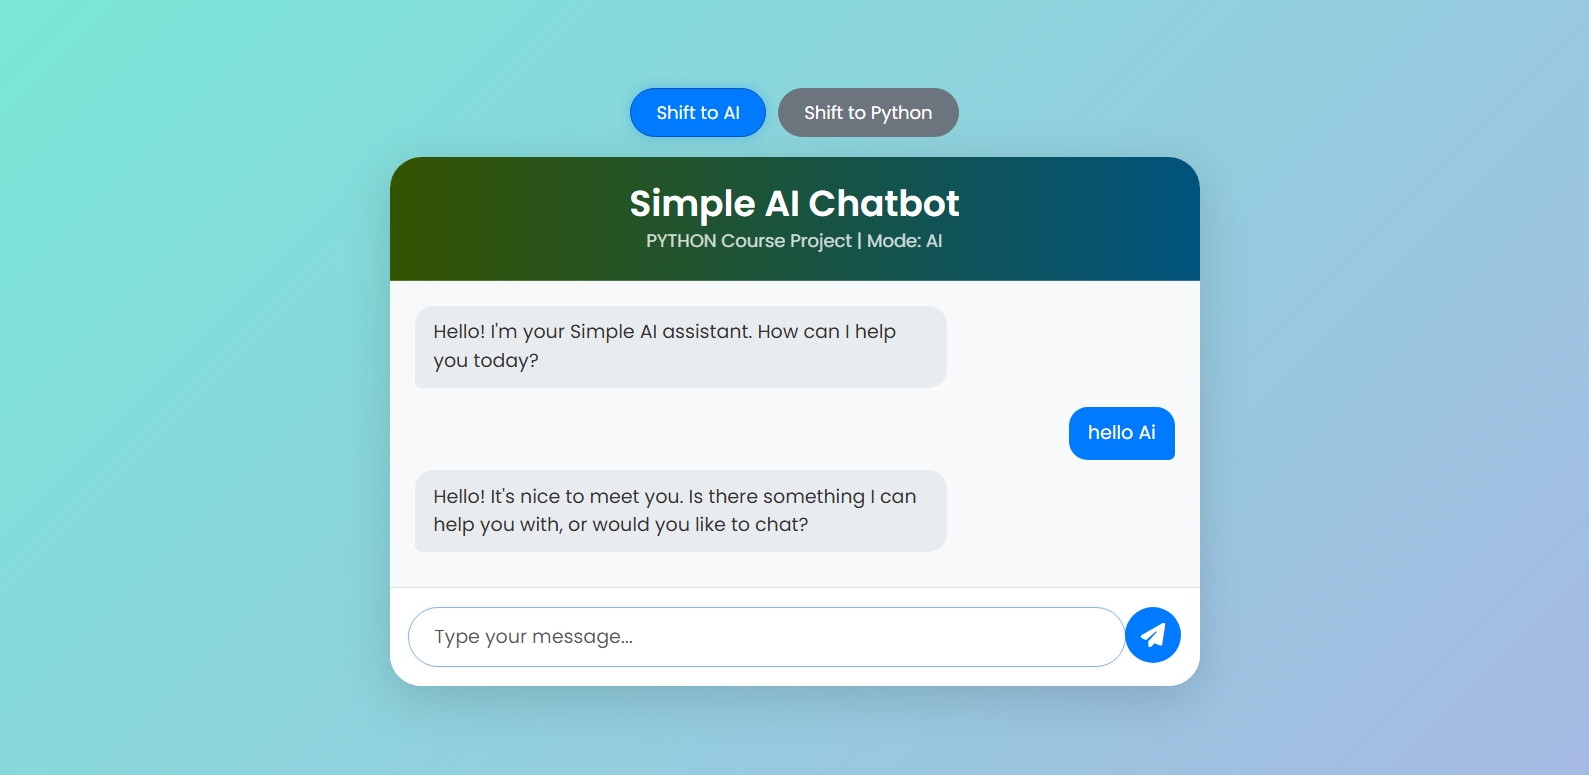 Shift to AI
Shift to Python
Simple AI Chatbot
PYTHON Course Project | Mode: AI
Hello! I'm your Simple AI assistant. How can I help
you today?
hello Ai
Hello! It's nice to meet you. Is there something I can
help you with, or would you like to chat?
Type your message...